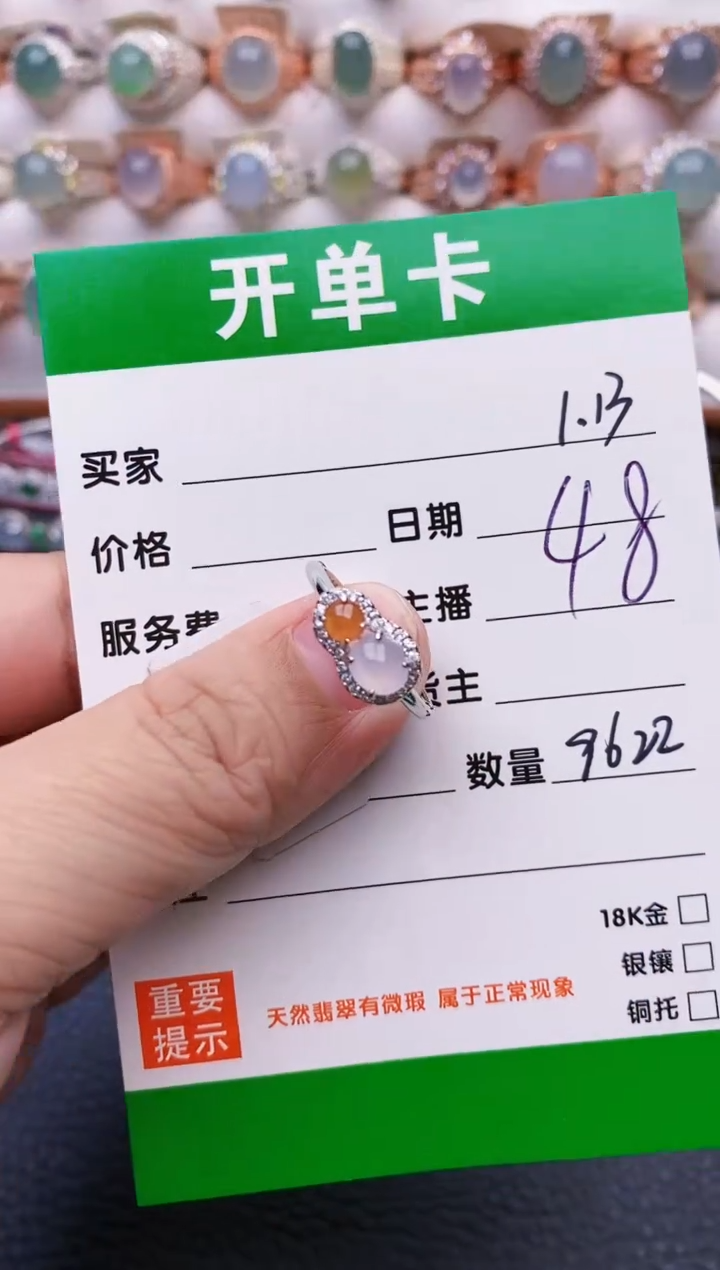 开单卡
买家 1.13
价格 日期 48
服务费 主播
货主
数量 9622
18K金
银镶
铜托
重要提示
天然翡翠有微瑕 属于正常现象